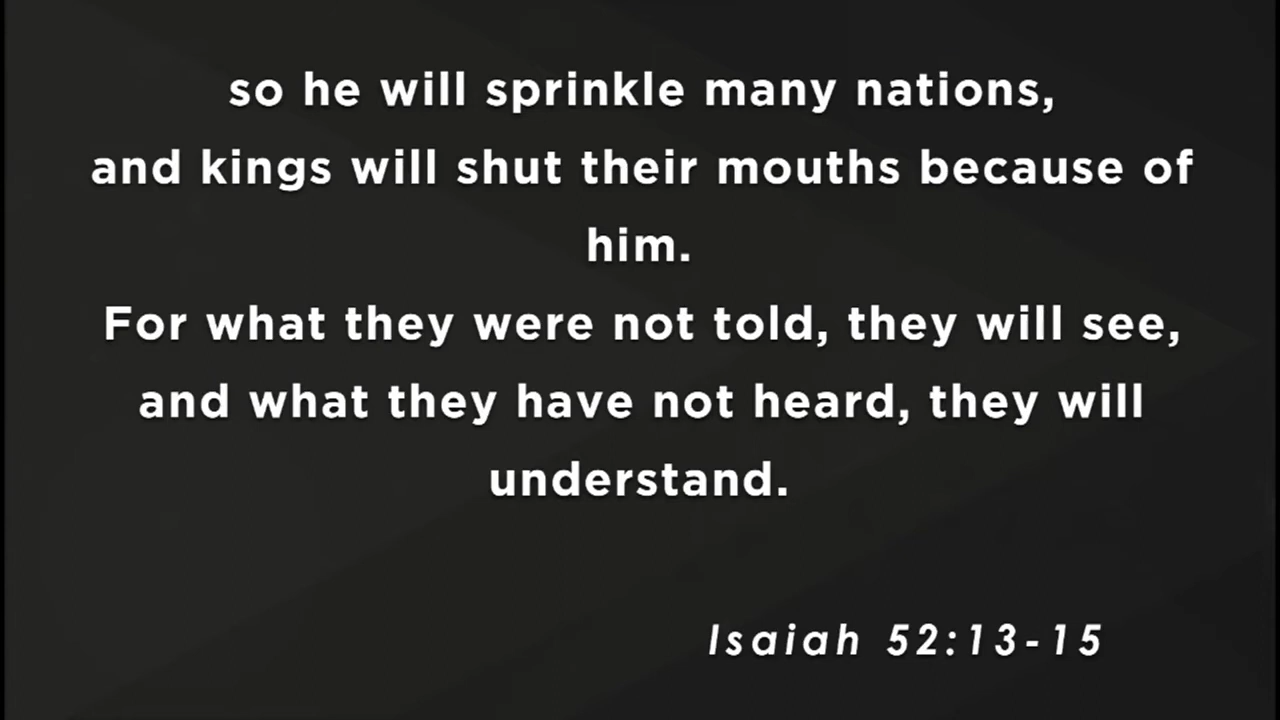 so he will sprinkle many nations,
and kings will shut their mouths because of
him.
For what they were not told, they will see,
and what they have not heard, they will
understand.
Isaiah 52:13-15